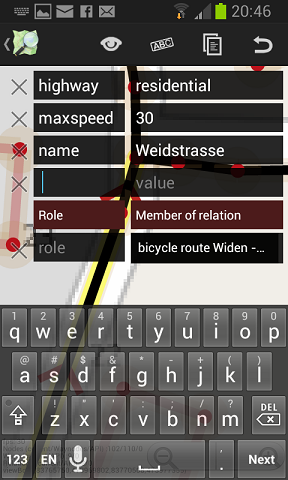 20:46
ABC
highway residential
maxspeed 30
name Weidstrasse
value
Role Member of relation
role bicycle route Widen -...
1 2 3 4 5 6 7 8 9 0
q w e r t y u i o p
@ # $ & * - + ( )
a s d f g h j k l
z x c v b n m DEL
123 EN . Next